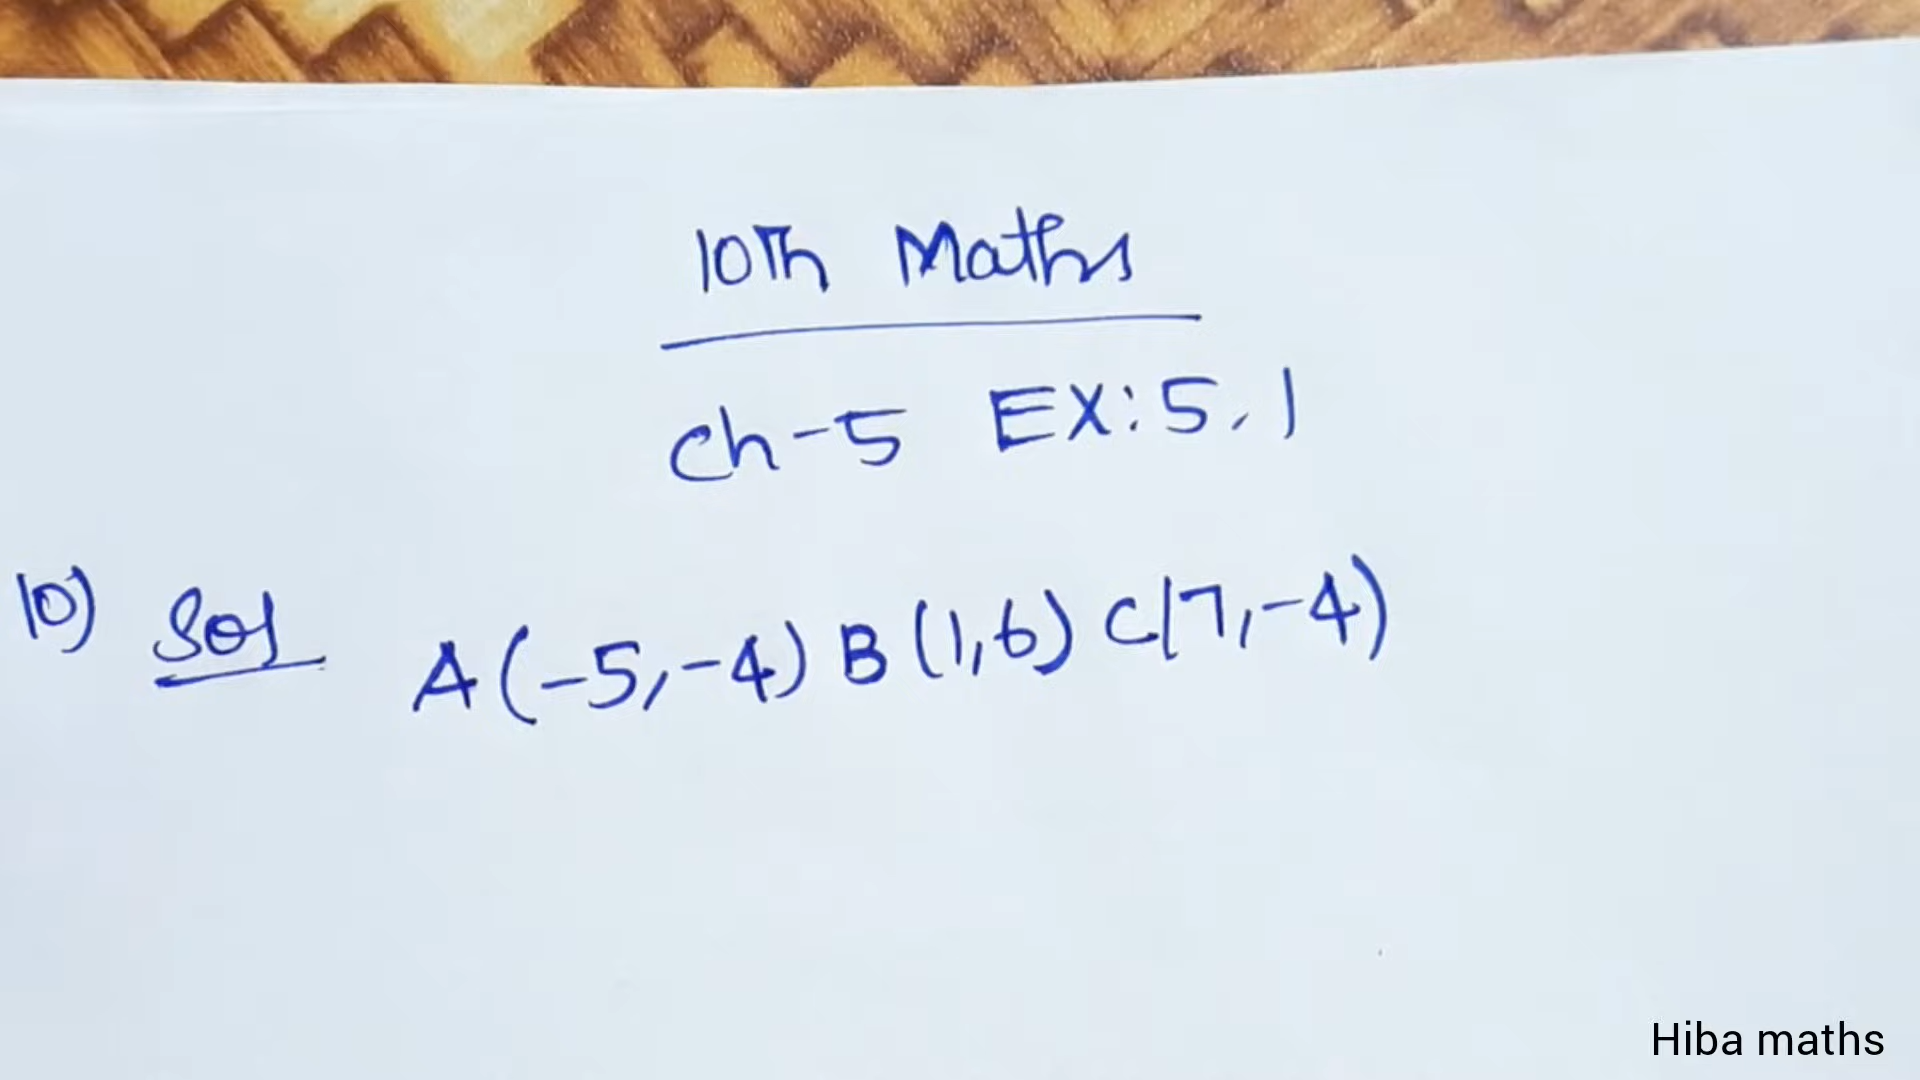 10Th Maths
Ch-5 EX: 5.1
10) Sol A(-5,-4) B(1,6) C(7,-4)
Hiba maths